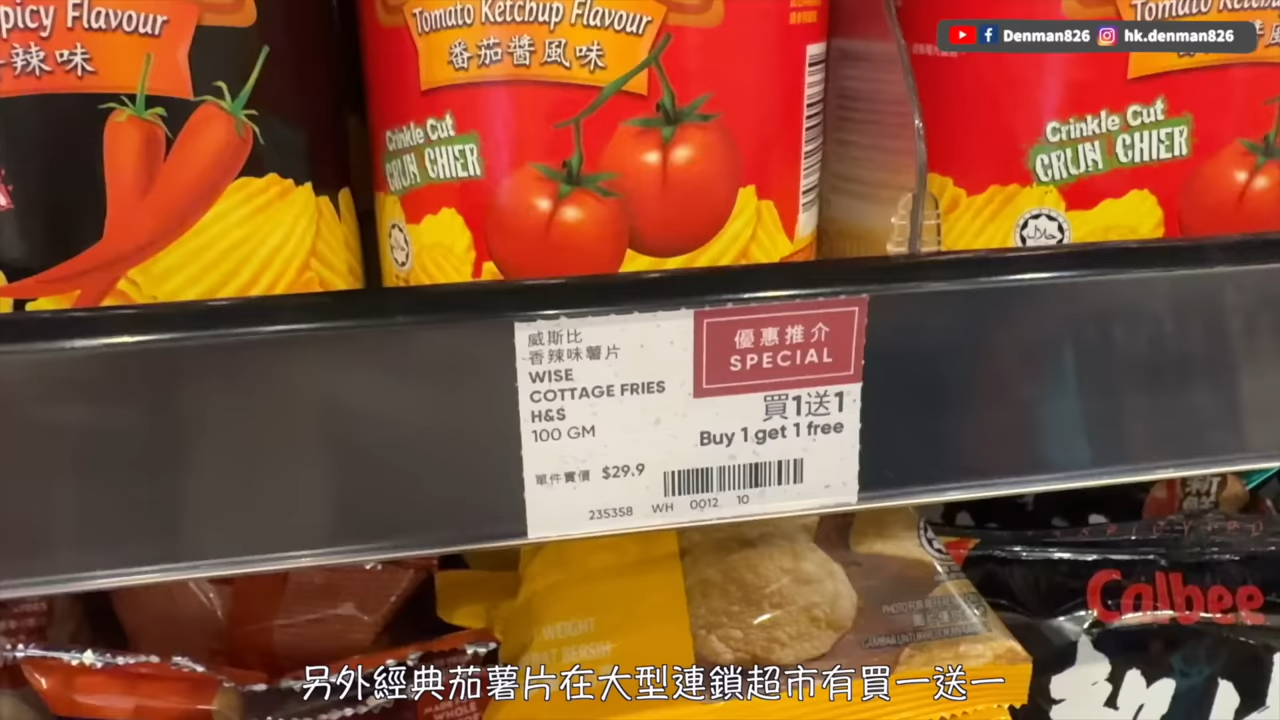 picy Flavour
辣味
Tomato Ketchup Flavour
番茄醬風味
Crinkle Cut
CRUNCHIER
Denman826
hk.denman826
Crinkle Cut
CRUNCHIER
威斯比
香辣味薯片
WISE
COTTAGE FRIES
H&S
100 GM
優惠推介
SPECIAL
買1送1
Buy 1 get 1 free
單件實價 $29.9
235358 WH 0012 10
Calbee
另外經典茄薯片在大型連鎖超市有買一送一